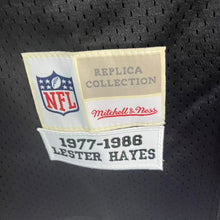 NFL
REPLICA
COLLECTION
Mitchell & Ness
1977-1986
LESTER HAYES